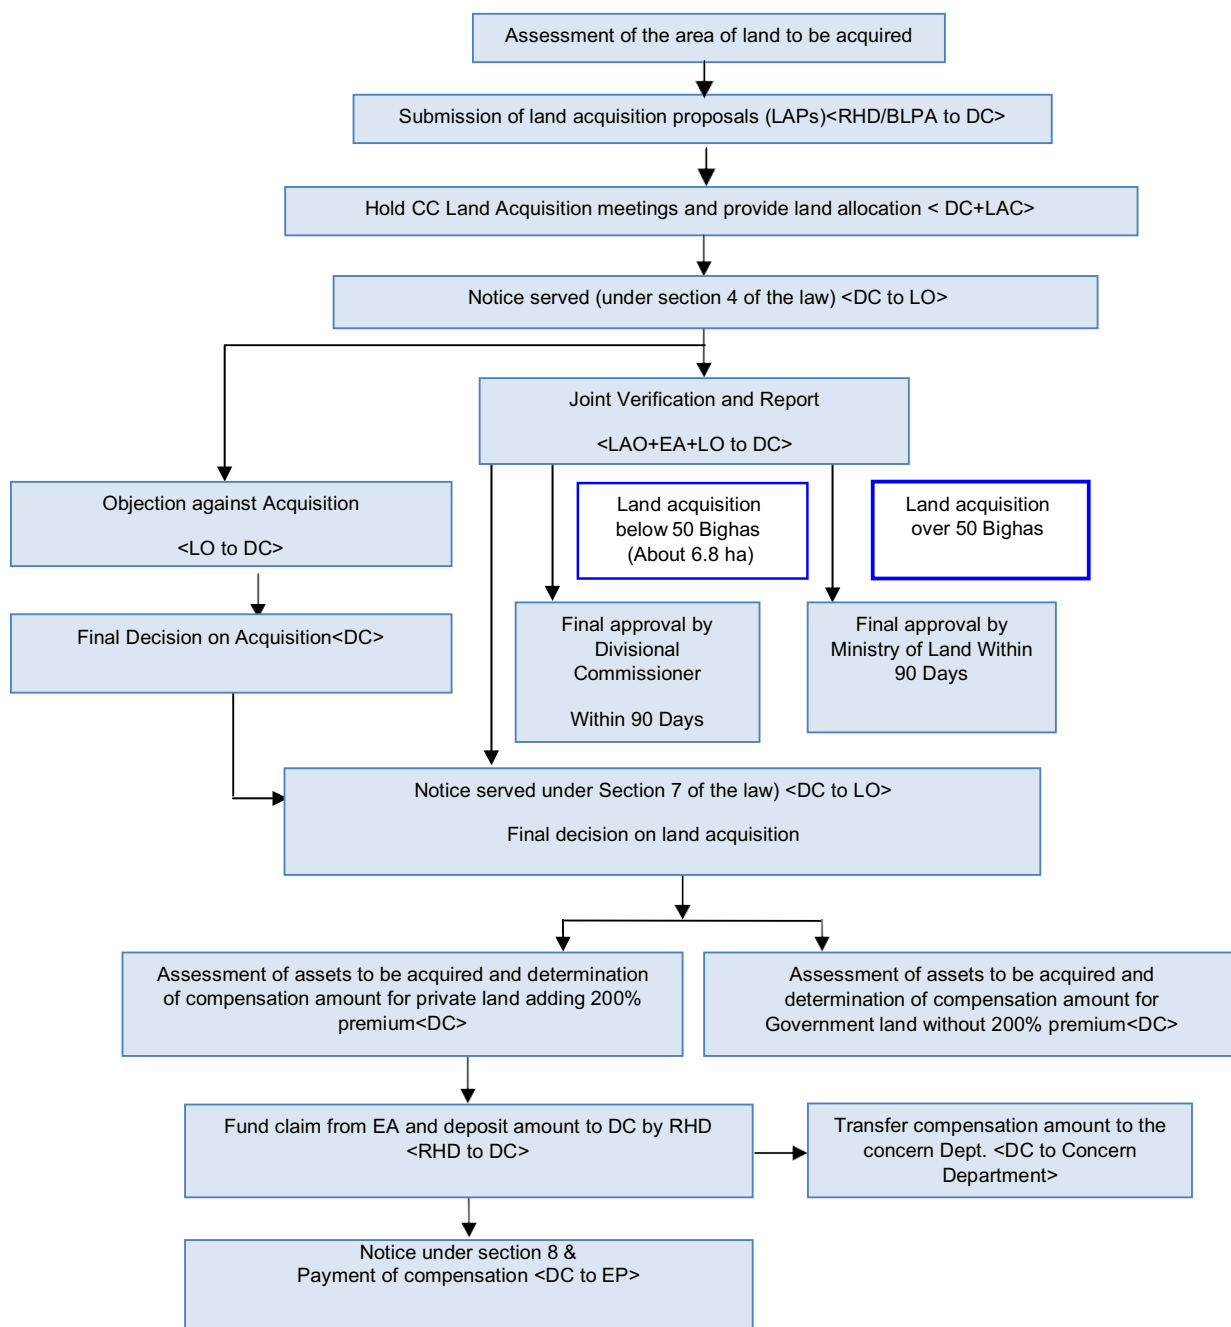 Assessment of the area of land to be acquired
Submission of land acquisition proposals (LAPs)<RHD/BLPA to DC>
Hold CC Land Acquisition meetings and provide land allocation < DC+LAC>
Notice served (under section 4 of the law) <DC to LO>
Joint Verification and Report
<LAO+EA+LO to DC>
Objection against Acquisition
<LO to DC>
Land acquisition
below 50 Bighas
(About 6.8 ha)
Land acquisition
over 50 Bighas
Final Decision on Acquisition<DC>
Final approval by
Divisional
Commissioner
Within 90 Days
Final approval by
Ministry of Land Within
90 Days
Notice served under Section 7 of the law) <DC to LO>
Final decision on land acquisition
Assessment of assets to be acquired and determination
of compensation amount for private land adding 200%
premium<DC>
Assessment of assets to be acquired and
determination of compensation amount for
Government land without 200% premium<DC>
Fund claim from EA and deposit amount to DC by RHD
<RHD to DC>
Transfer compensation amount to the
concern Dept. <DC to Concern
Department>
Notice under section 8 &
Payment of compensation <DC to EP>